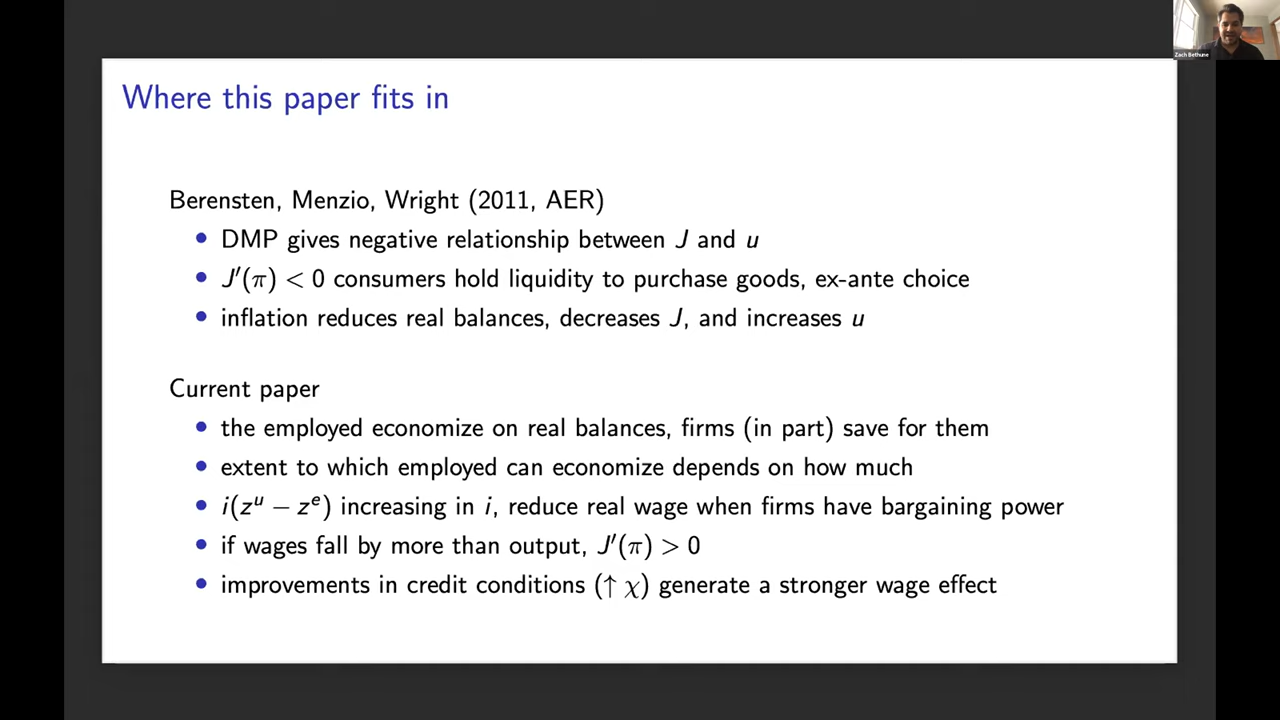 Zach Bethune
Where this paper fits in
Berensten, Menzio, Wright (2011, AER)
• DMP gives negative relationship between J and u
• J′(π) < 0 consumers hold liquidity to purchase goods, ex-ante choice
• inflation reduces real balances, decreases J, and increases u
Current paper
• the employed economize on real balances, firms (in part) save for them
• extent to which employed can economize depends on how much
• i(zᵘ − zᵉ) increasing in i, reduce real wage when firms have bargaining power
• if wages fall by more than output, J′(π) > 0
• improvements in credit conditions (↑ χ) generate a stronger wage effect